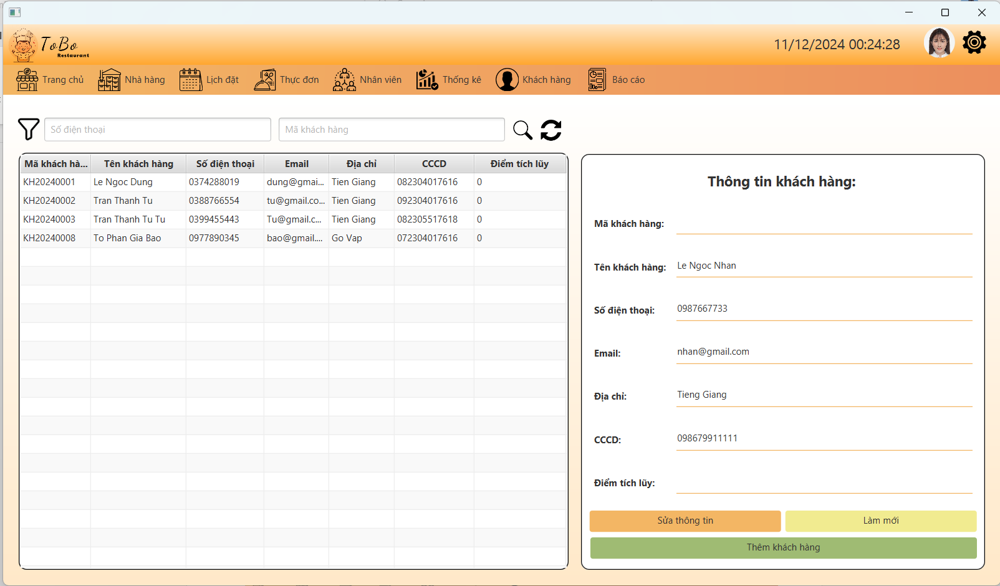 ToBo
Restaurant
11/12/2024 00:24:28
Trang chủ
Nhà hàng
Lịch đặt
Thực đơn
Nhân viên
Thống kê
Khách hàng
Báo cáo
Số điện thoại
Mã khách hàng
Mã khách hà... Tên khách hàng Số điện thoại Email Địa chỉ CCCD Điểm tích lũy
KH20240001 Le Ngoc Dung 0374288019 dung@gmai... Tien Giang 082304017616 0
KH20240002 Tran Thanh Tu 0388766554 tu@gmail.co... Tien Giang 092304017616 0
KH20240003 Tran Thanh Tu Tu 0399455443 Tu@gmail.c... Tien Giang 082305517618 0
KH20240008 To Phan Gia Bao 0977890345 bao@gmail.... Go Vap 072304017616 0
Thông tin khách hàng:
Mã khách hàng:
Tên khách hàng: Le Ngoc Nhan
Số điện thoại: 0987667733
Email: nhan@gmail.com
Địa chỉ: Tieng Giang
CCCD: 098679911111
Điểm tích lũy:
Sửa thông tin
Làm mới
Thêm khách hàng